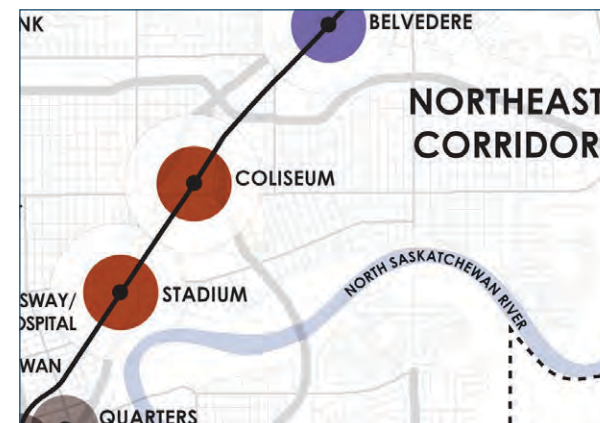 NK
BELVEDERE
NORTHEAST
CORRIDOR
COLISEUM
NORTH SASKATCHEWAN RIVER
STADIUM
SWAY/
OSPITAL
WAN
QUARTERS